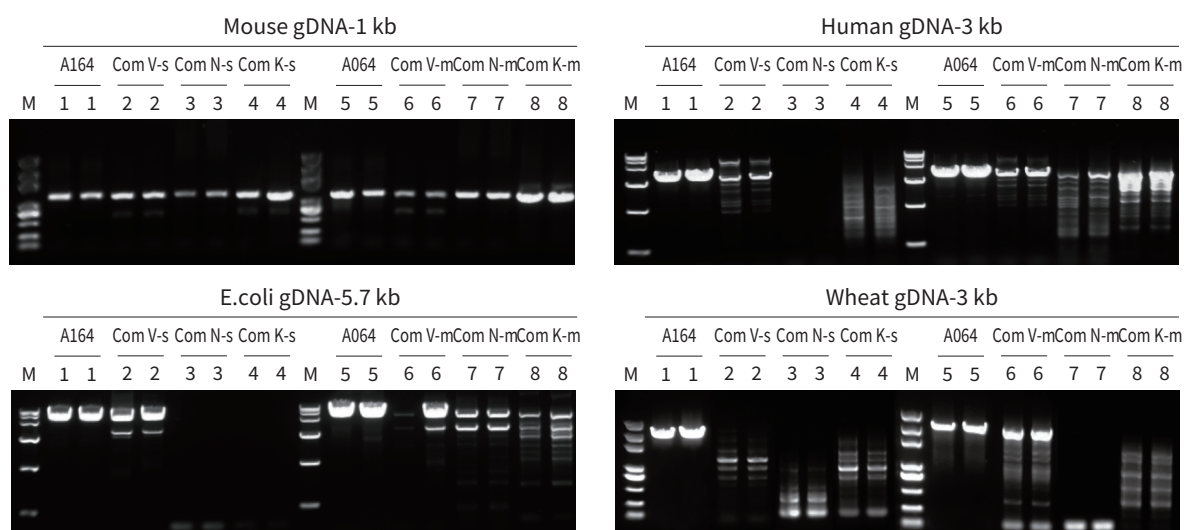 Mouse gDNA-1 kb
A164 Com V-s Com N-s Com K-s A064 Com V-m Com N-m Com K-m
M 1 1 2 2 3 3 4 4 M 5 5 6 6 7 7 8 8
Human gDNA-3 kb
A164 Com V-s Com N-s Com K-s A064 Com V-m Com N-m Com K-m
M 1 1 2 2 3 3 4 4 M 5 5 6 6 7 7 8 8
E.coli gDNA-5.7 kb
A164 Com V-s Com N-s Com K-s A064 Com V-m Com N-m Com K-m
M 1 1 2 2 3 3 4 4 M 5 5 6 6 7 7 8 8
Wheat gDNA-3 kb
A164 Com V-s Com N-s Com K-s A064 Com V-m Com N-m Com K-m
M 1 1 2 2 3 3 4 4 M 5 5 6 6 7 7 8 8